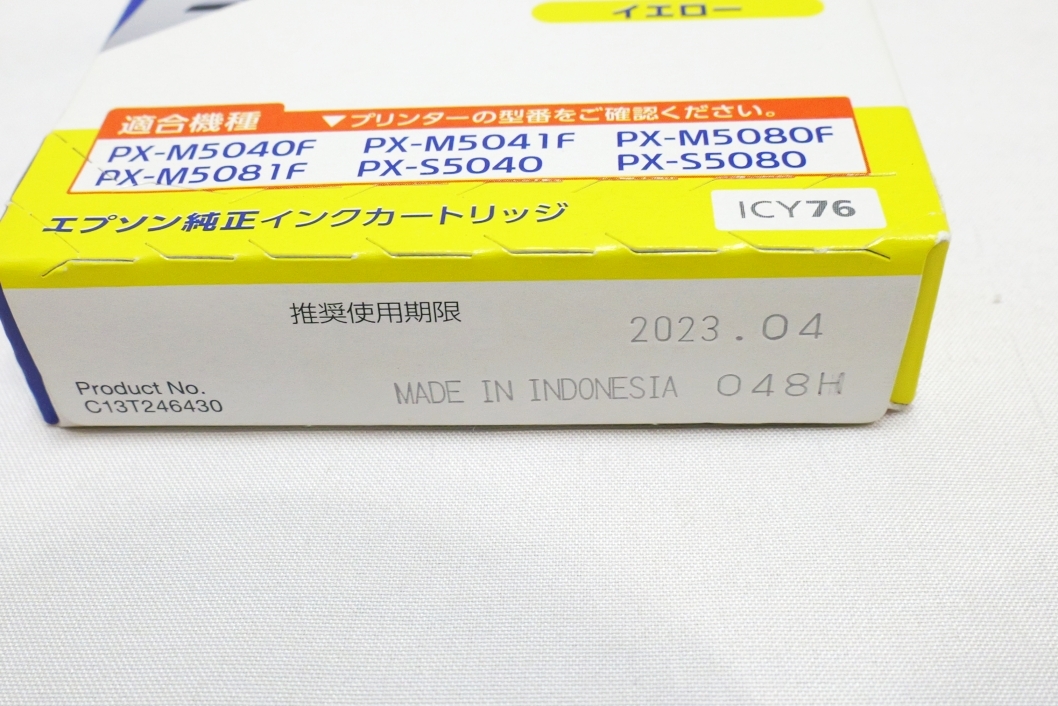 イエロー
適合機種 ▼プリンターの型番をご確認ください。
PX-M5040F PX-M5041F PX-M5080F
PX-M5081F PX-S5040 PX-S5080
エプソン純正インクカートリッジ ICY76
推奨使用期限 2023.04
Product No.
C13T246430
MADE IN INDONESIA 048H